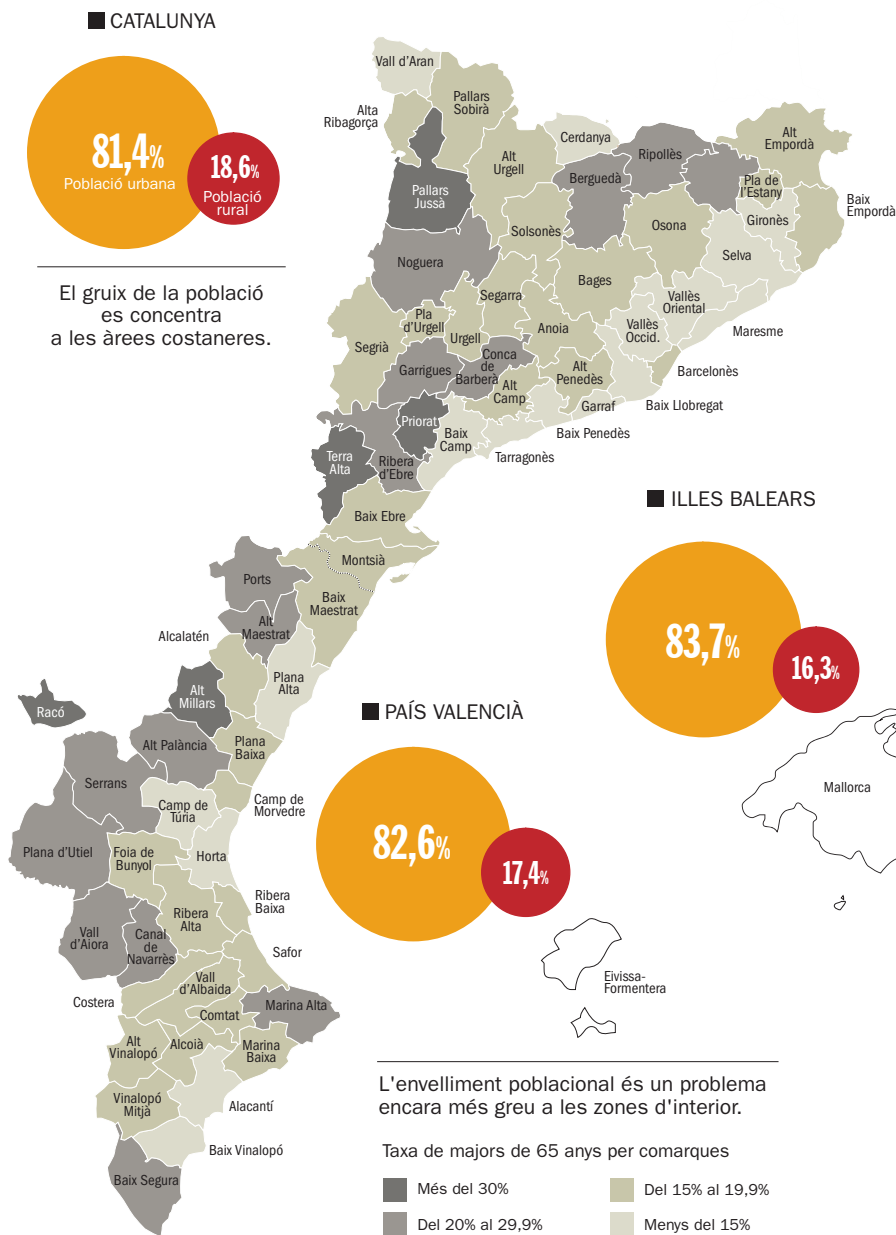 CATALUNYA
81,4%
Població urbana
18,6%
Població
rural
El gruix de la població
es concentra
a les àrees costaneres.
Vall d'Aran
Alta
Ribagorça
Pallars
Sobirà
Pallars
Jussà
Alt
Urgell
Cerdanya
Berguedà
Ripollès
Alt
Empordà
Pla de
l'Estany
Baix
Empordà
Gironès
Solsonès
Osona
Selva
Noguera
Bages
Segarra
Vallès
Oriental
Pla
d'Urgell
Urgell
Anoia
Vallès
Occid.
Maresme
Segrià
Garrigues
Conca
de
Barberà
Alt
Penedès
Barcelonès
Alt
Camp
Garraf
Baix Llobregat
Priorat
Baix
Camp
Baix Penedès
Tarragonès
Terra
Alta
Ribera
d'Ebre
Baix Ebre
Montsià
ILLES BALEARS
83,7%
16,3%
Mallorca
Eivissa-
Formentera
Ports
Baix
Maestrat
Alt
Maestrat
Alcalatén
Plana
Alta
Alt
Millars
Racó
PAÍS VALENCIÀ
82,6%
17,4%
Alt Palància
Plana
Baixa
Serrans
Camp de
Túria
Camp de
Morvedre
Plana d'Utiel
Foia de
Bunyol
Horta
Ribera
Baixa
Ribera
Alta
Vall
d'Aiora
Canal
de
Navarrès
Safor
Vall
d'Albaida
Costera
Comtat
Marina Alta
Alt
Vinalopó
Alcoià
Marina
Baixa
Vinalopó
Mitjà
Alacantí
Baix Vinalopó
Baix Segura
L'envelliment poblacional és un problema
encara més greu a les zones d'interior.
Taxa de majors de 65 anys per comarques
Més del 30%
Del 15% al 19,9%
Del 20% al 29,9%
Menys del 15%